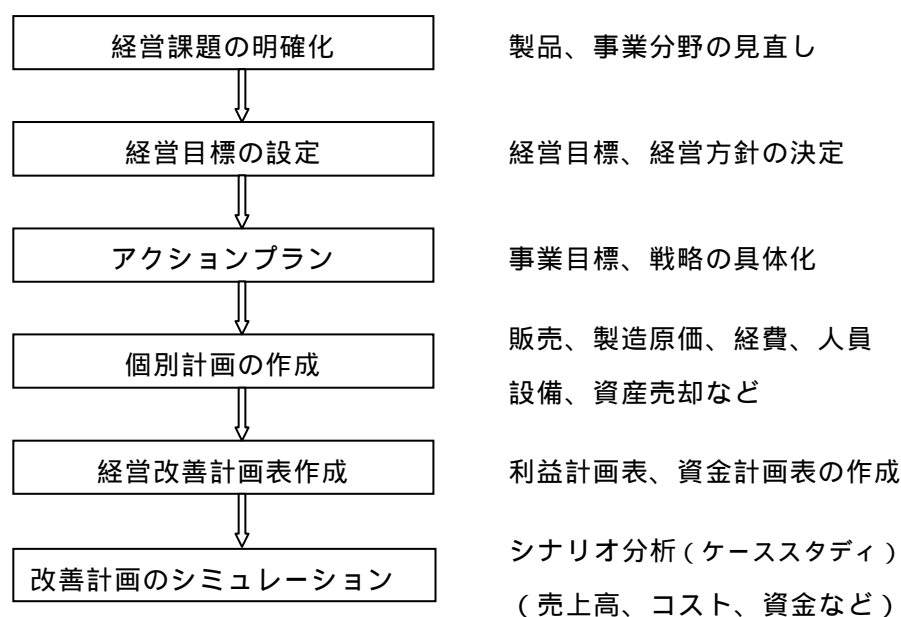 経営課題の明確化 製品、事業分野の見直し
経営目標の設定 経営目標、経営方針の決定
アクションプラン 事業目標、戦略の具体化
個別計画の作成 販売、製造原価、経費、人員
設備、資産売却など
経営改善計画表作成 利益計画表、資金計画表の作成
改善計画のシミュレーション シナリオ分析(ケーススタディ)
(売上高、コスト、資金など)